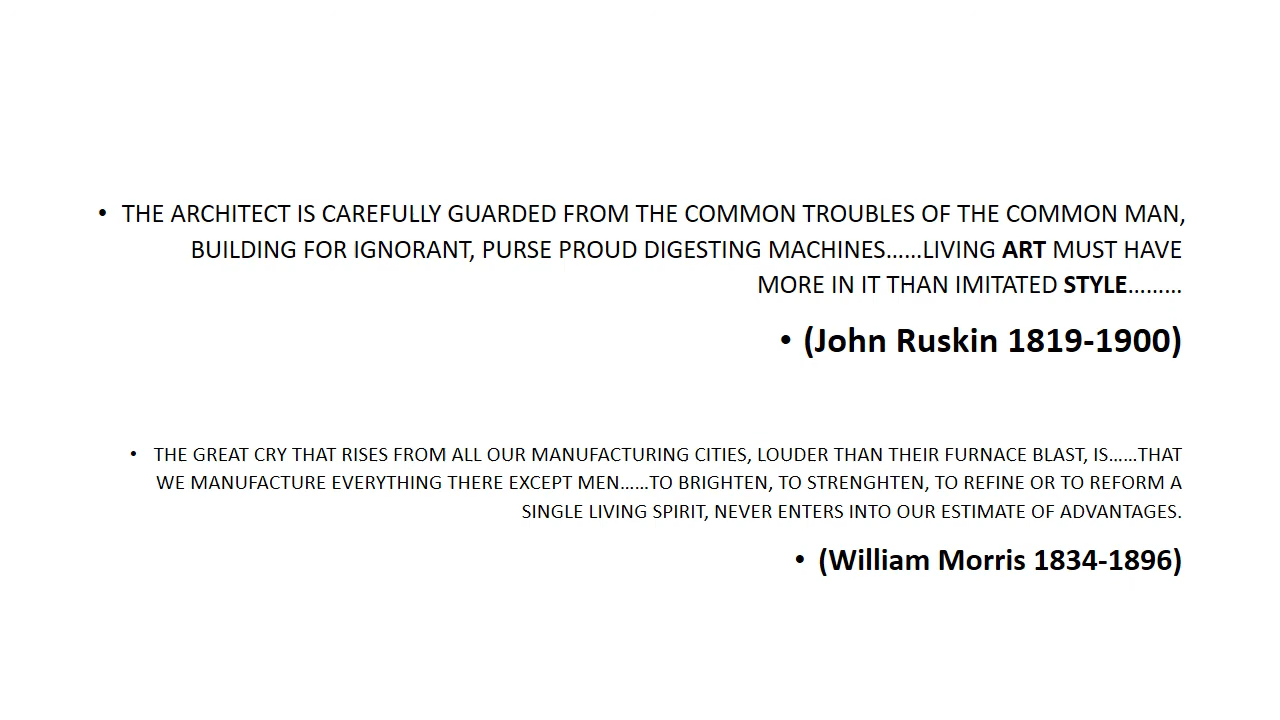 • THE ARCHITECT IS CAREFULLY GUARDED FROM THE COMMON TROUBLES OF THE COMMON MAN,
BUILDING FOR IGNORANT, PURSE PROUD DIGESTING MACHINES……LIVING ART MUST HAVE
MORE IN IT THAN IMITATED STYLE………
• (John Ruskin 1819-1900)
• THE GREAT CRY THAT RISES FROM ALL OUR MANUFACTURING CITIES, LOUDER THAN THEIR FURNACE BLAST, IS……THAT
WE MANUFACTURE EVERYTHING THERE EXCEPT MEN……TO BRIGHTEN, TO STRENGHTEN, TO REFINE OR TO REFORM A
SINGLE LIVING SPIRIT, NEVER ENTERS INTO OUR ESTIMATE OF ADVANTAGES.
• (William Morris 1834-1896)